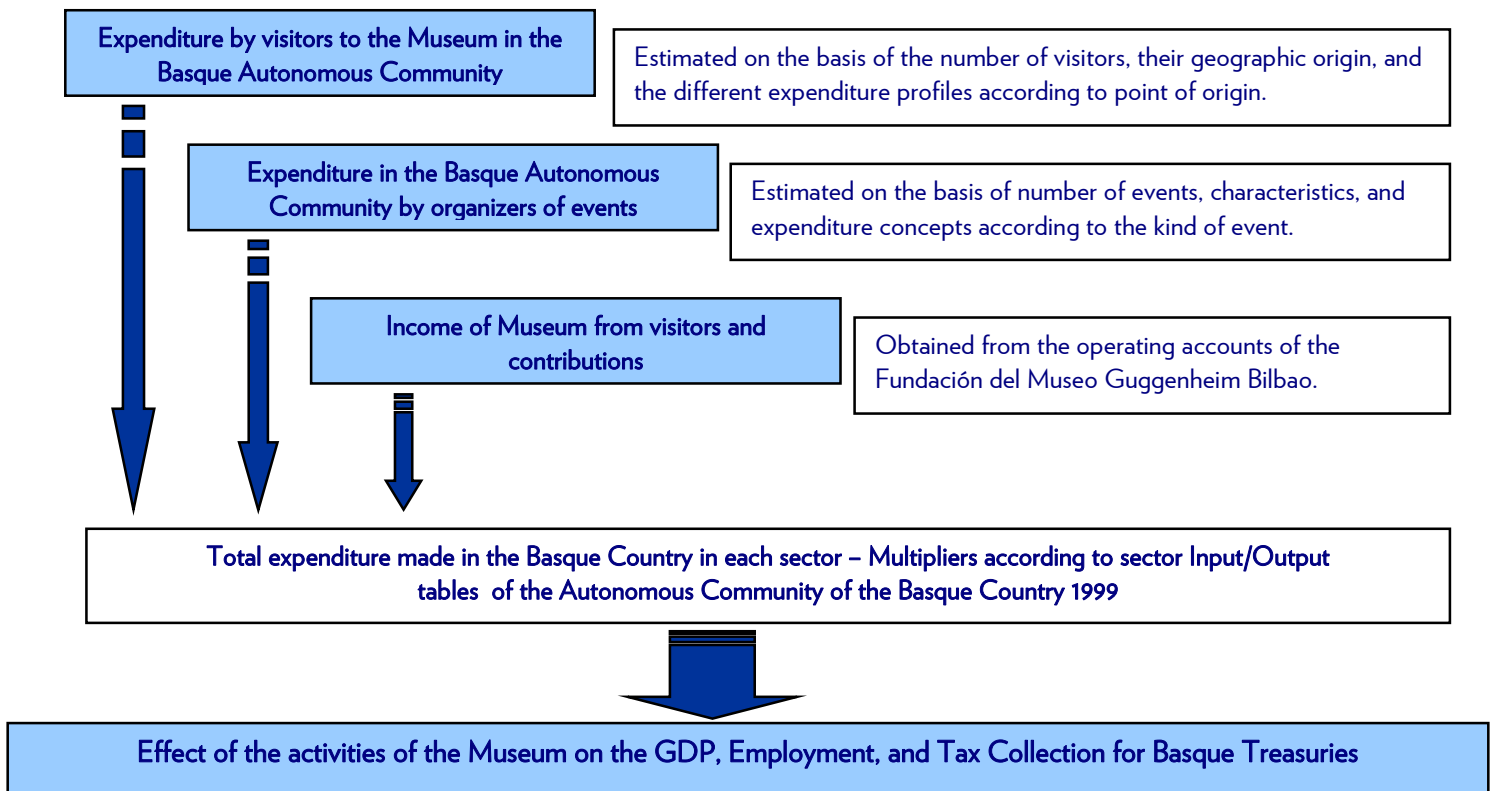 Expenditure by visitors to the Museum in the
Basque Autonomous Community
Estimated on the basis of the number of visitors, their geographic origin, and
the different expenditure profiles according to point of origin.
Expenditure in the Basque Autonomous
Community by organizers of events
Estimated on the basis of number of events, characteristics, and
expenditure concepts according to the kind of event.
Income of Museum from visitors and
contributions
Obtained from the operating accounts of the
Fundación del Museo Guggenheim Bilbao.
Total expenditure made in the Basque Country in each sector – Multipliers according to sector Input/Output
tables of the Autonomous Community of the Basque Country 1999
Effect of the activities of the Museum on the GDP, Employment, and Tax Collection for Basque Treasuries